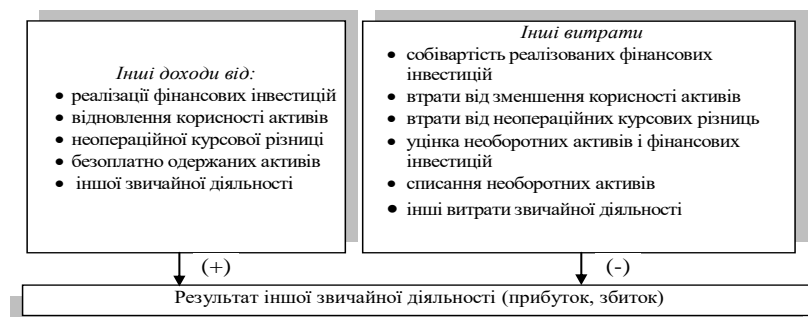 Інші доходи від:
• реалізації фінансових інвестицій
• відновлення корисності активів
• неопераційної курсової різниці
• безоплатно одержаних активів
• іншої звичайної діяльності
Інші витрати
• собівартість реалізованих фінансових
інвестицій
• втрати від зменшення корисності активів
• втрати від неопераційних курсових різниць
• уцінка необоротних активів і фінансових
інвестицій
• списання необоротних активів
• інші витрати звичайної діяльності
(+)
(-)
Результат іншої звичайної діяльності (прибуток, збиток)